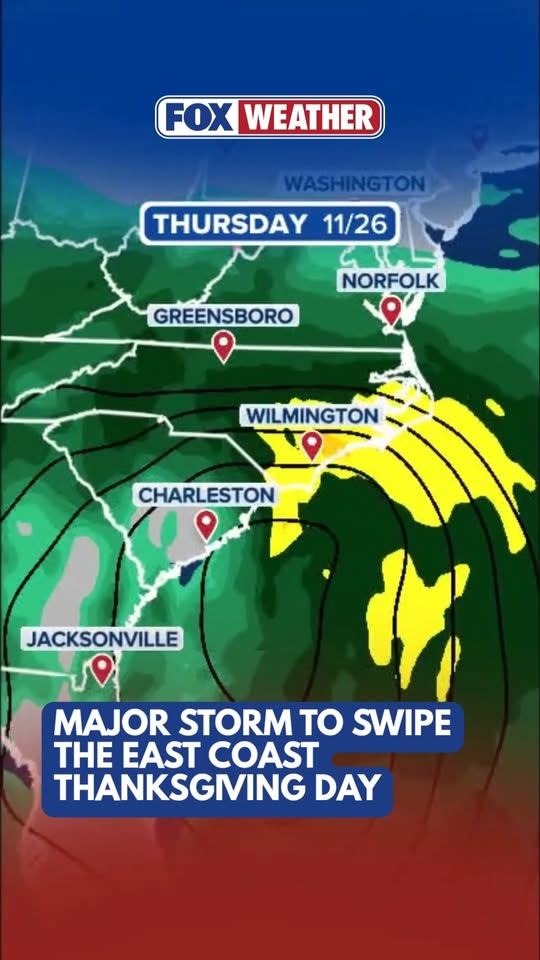 FOX WEATHER
WASHINGTON
THURSDAY 11/26
NORFOLK
GREENSBORO
WILMINGTON
CHARLESTON
JACKSONVILLE
MAJOR STORM TO SWIPE
THE EAST COAST
THANKSGIVING DAY